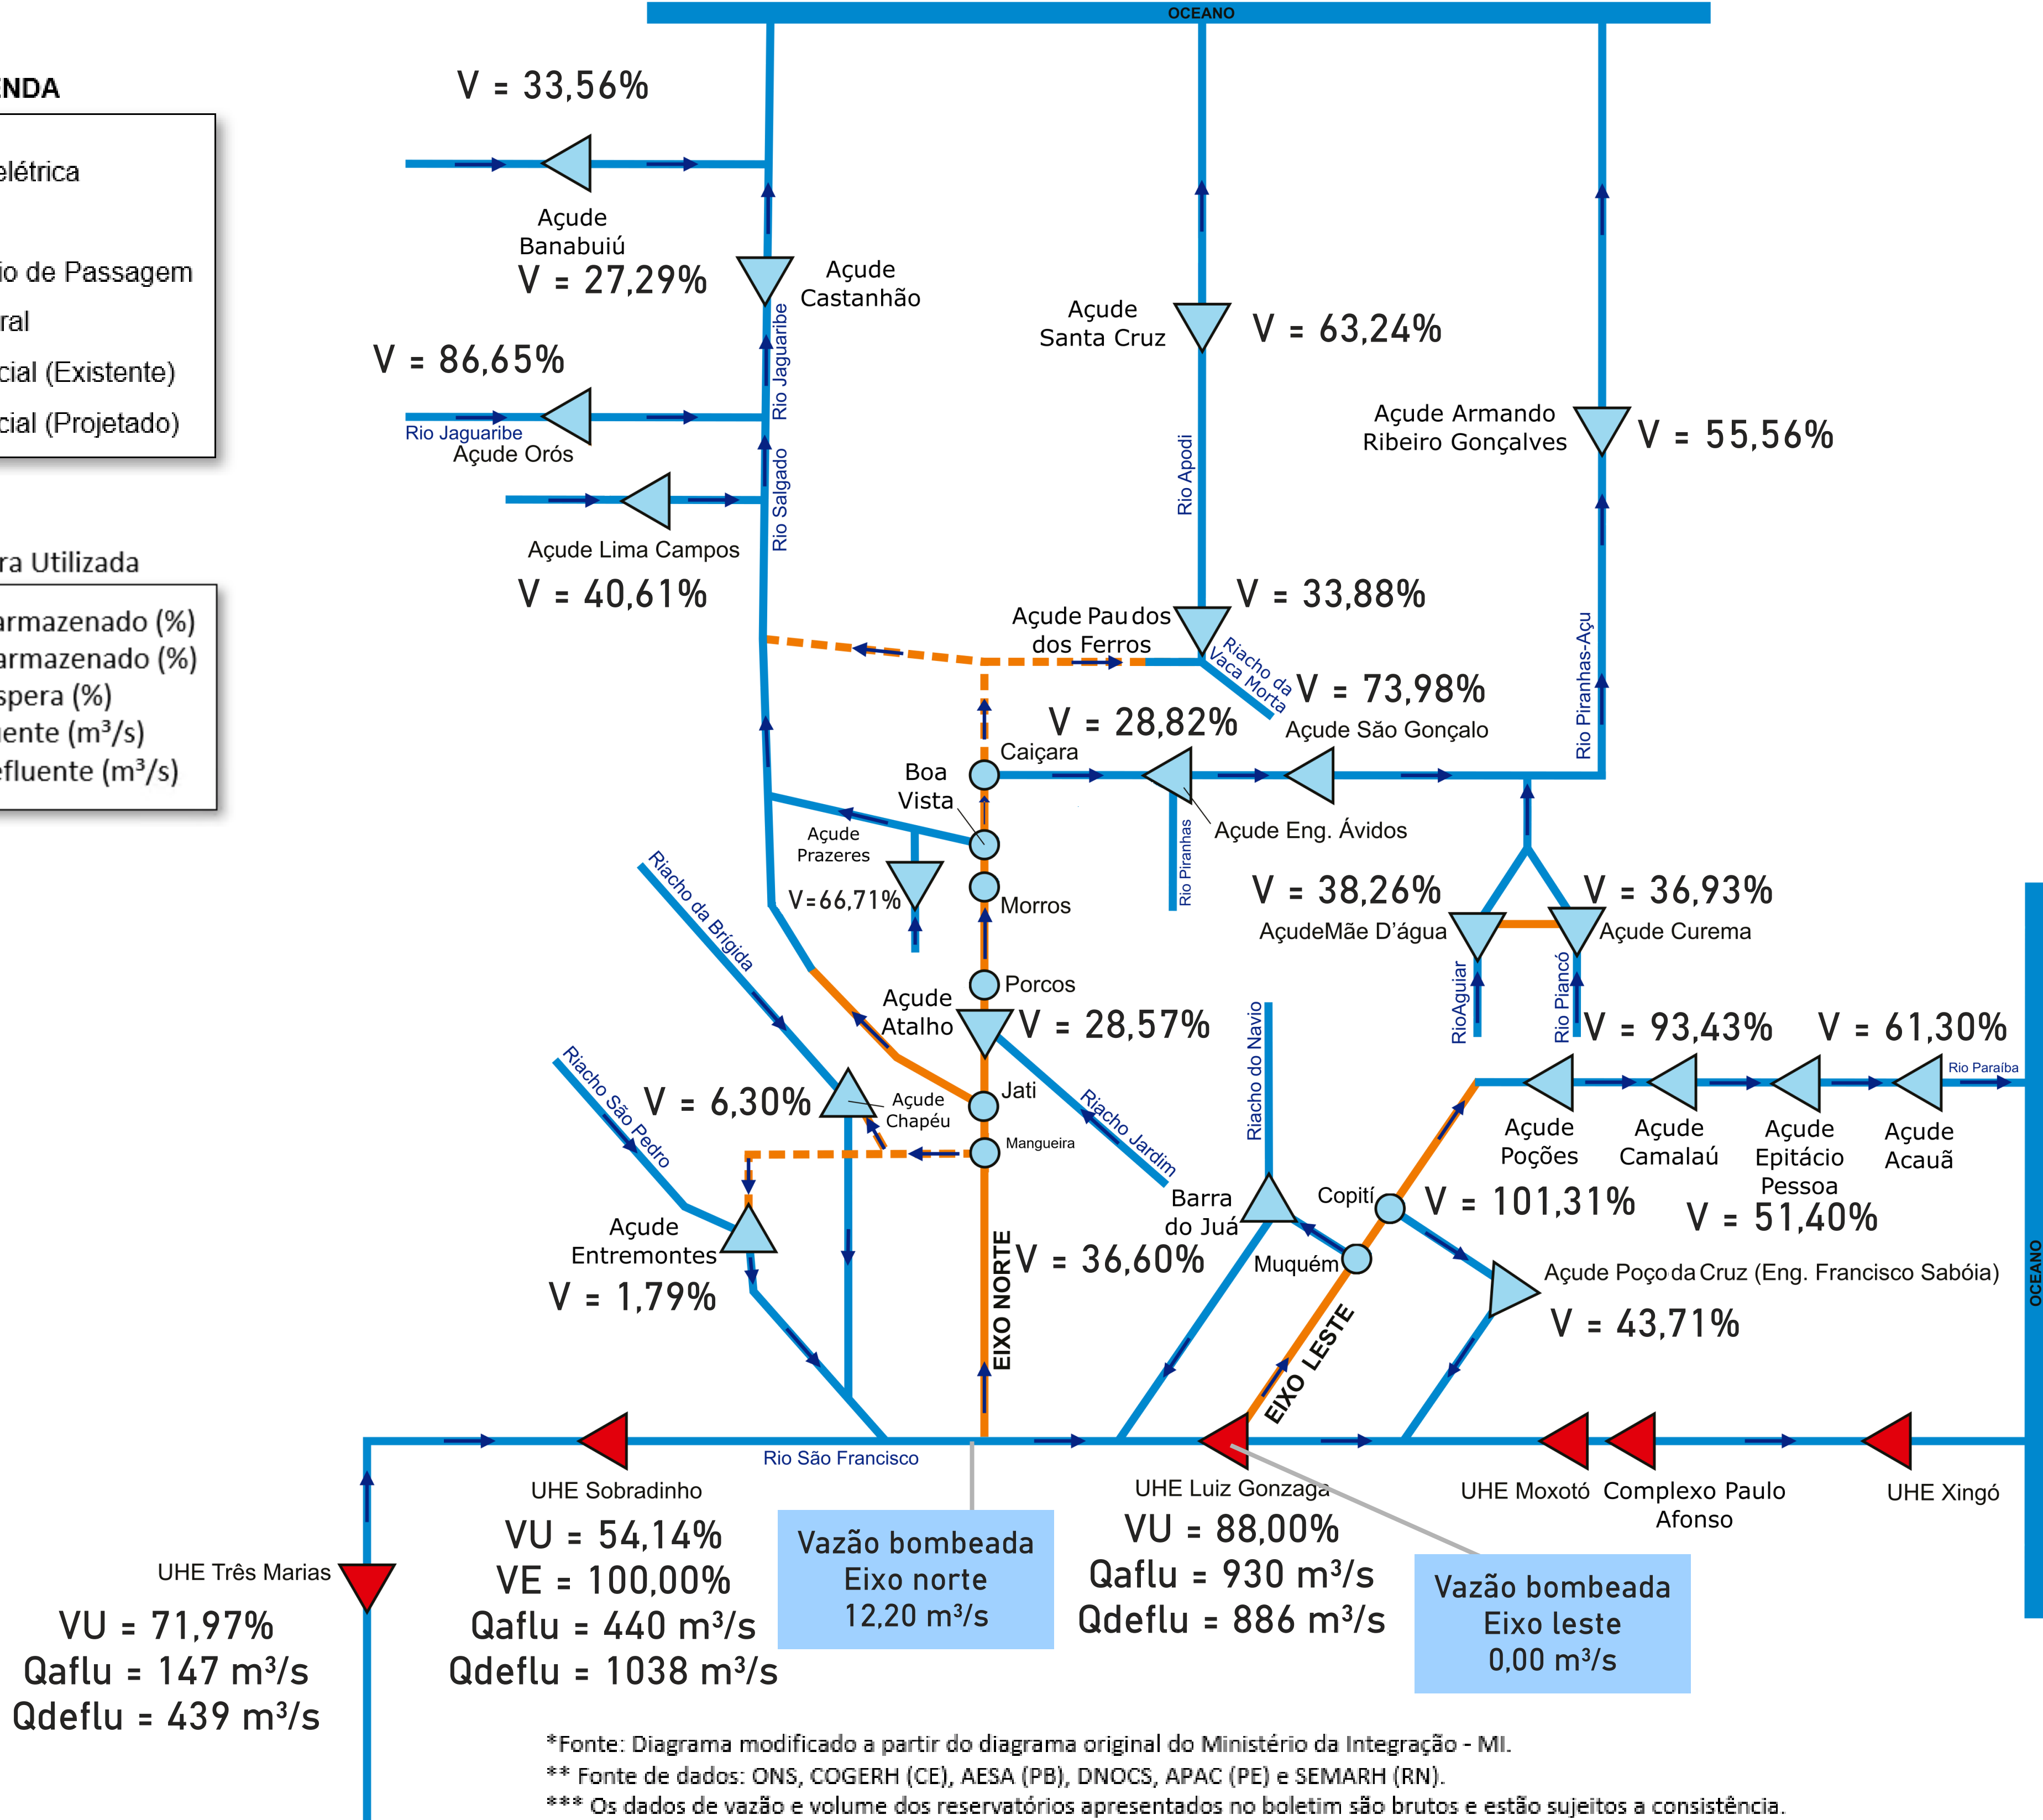 OCEANO
V = 33,56%
ENDA
elétrica
io de Passagem
ral
cial (Existente)
cial (Projetado)
Açude
Banabuiú
V = 27,29%
Açude
Castanhão
Rio Jaguaribe
Açude
Santa Cruz
V = 63,24%
V = 86,65%
Rio Jaguaribe
Açude Orós
Rio Salgado
Rio Apodi
Açude Armando
Ribeiro Gonçalves
V = 55,56%
Açude Lima Campos
V = 40,61%
ra Utilizada
armazenado (%)
armazenado (%)
spera (%)
uente (m³/s)
efluente (m³/s)
V = 33,88%
Açude Pau dos
dos Ferros
Riacho da
Vaca Morta
Rio Piranhas-Açu
V = 73,98%
Açude São Gonçalo
V = 28,82%
Caiçara
Boa
Vista
Açude Eng. Ávidos
Rio Piranhas
Açude
Prazeres
V=66,71%
Morros
Riacho da Brígida
V = 38,26%
AçudeMãe D'água
V = 36,93%
Açude Curema
RioAguiar
Rio Piancó
Porcos
Açude
Atalho
V = 28,57%
Riacho do Navio
V = 93,43%
V = 61,30%
Rio Paraíba
Riacho São Pedro
V = 6,30%
Açude
Chapéu
Jati
Mangueira
Riacho Jardim
Açude
Poções
Açude
Camalaú
Açude
Epitácio
Pessoa
Açude
Acauã
Barra
do Juá
Copití
V = 101,31%
V = 51,40%
Açude
Entremontes
V = 1,79%
EIXO NORTE
V = 36,60%
Muquém
Açude Poço da Cruz (Eng. Francisco Sabóia)
V = 43,71%
EIXO LESTE
OCEANO
Rio São Francisco
UHE Sobradinho
VU = 54,14%
VE = 100,00%
Qaflu = 440 m³/s
Qdeflu = 1038 m³/s
Vazão bombeada
Eixo norte
12,20 m³/s
UHE Luiz Gonzaga
VU = 88,00%
Qaflu = 930 m³/s
Qdeflu = 886 m³/s
Vazão bombeada
Eixo leste
0,00 m³/s
UHE Moxotó
Complexo Paulo
Afonso
UHE Xingó
UHE Três Marias
VU = 71,97%
Qaflu = 147 m³/s
Qdeflu = 439 m³/s
*Fonte: Diagrama modificado a partir do diagrama original do Ministério da Integração - MI.
** Fonte de dados: ONS, COGERH (CE), AESA (PB), DNOCS, APAC (PE) e SEMARH (RN).
*** Os dados de vazão e volume dos reservatórios apresentados no boletim são brutos e estão sujeitos a consistência.